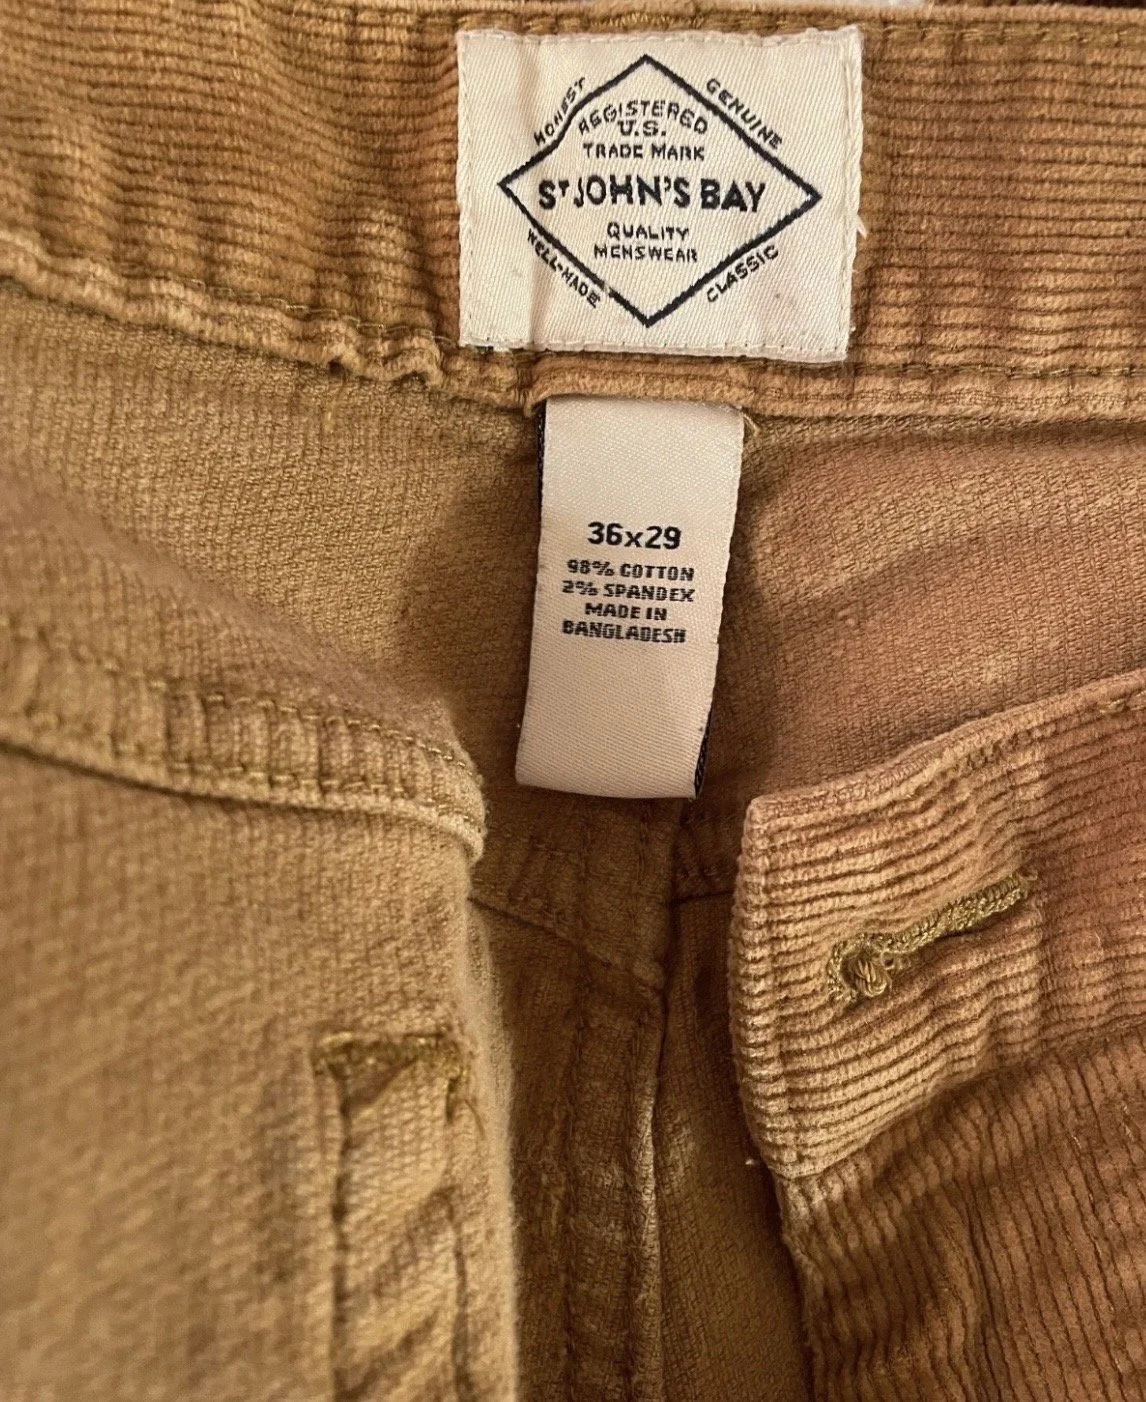 HONEST
GENUINE
REGISTERED
U.S.
TRADE MARK
ST JOHN'S BAY
QUALITY
MENSWEAR
WELL-MADE
CLASSIC
36x29
98% COTTON
2% SPANDEX
MADE IN
BANGLADESH